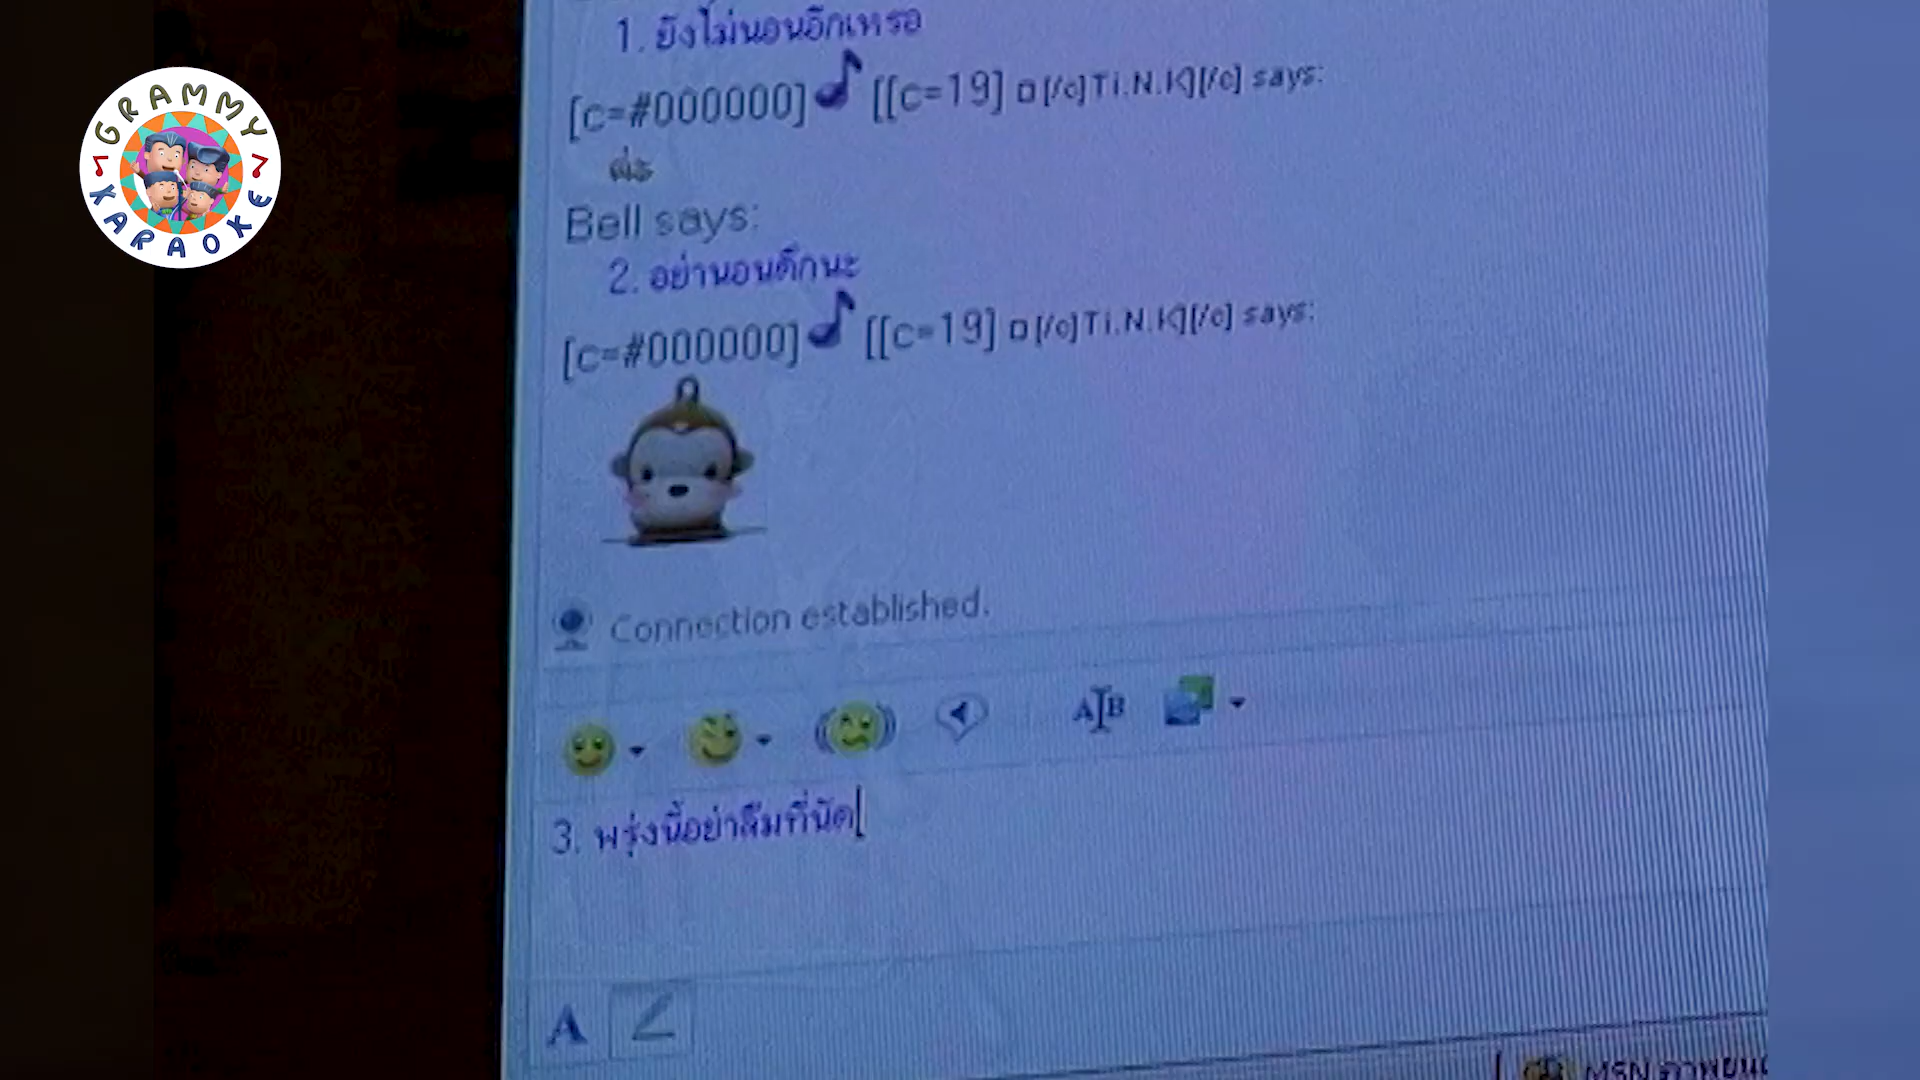 GRAMMY KARAOKE
1. ยังไม่นอนอีกเหรอ
[c=#000000] [[c=19] [/c]Ti.N.K][/c] says:
Bell says:
2. อย่านอนดึกนะ
[c=#000000] [[c=19] [/c]Ti.N.K][/c] says:
Connection established.
A B
3. พรุ่งนี้อย่าลืมที่นัด
A
MSN